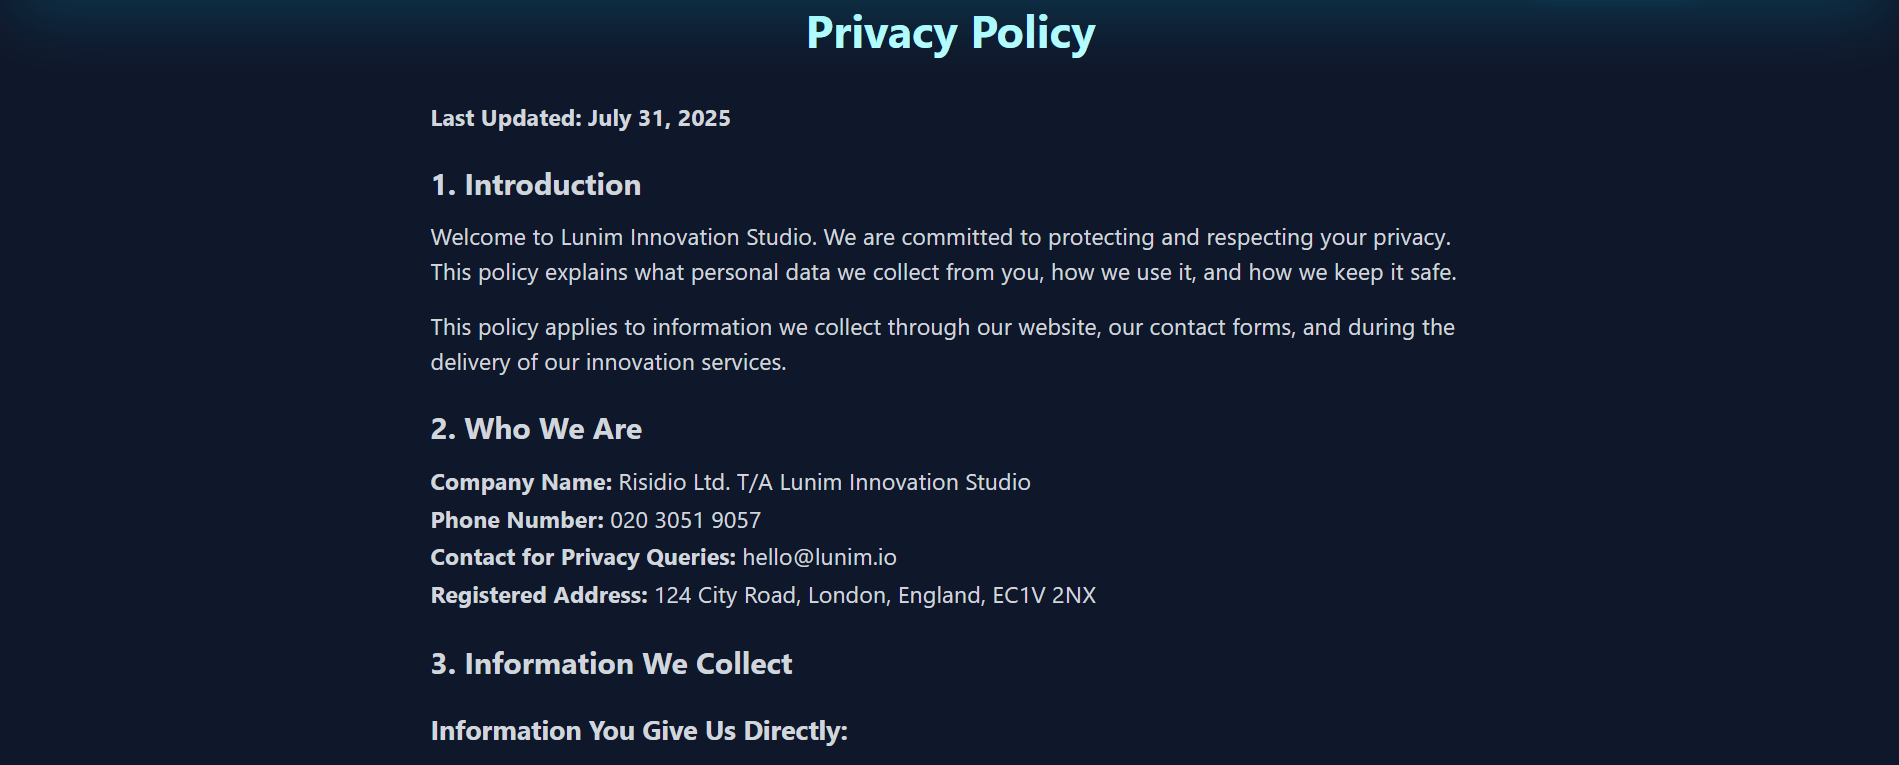 Privacy Policy
Last Updated: July 31, 2025
1. Introduction
Welcome to Lunim Innovation Studio. We are committed to protecting and respecting your privacy.
This policy explains what personal data we collect from you, how we use it, and how we keep it safe.
This policy applies to information we collect through our website, our contact forms, and during the
delivery of our innovation services.
2. Who We Are
Company Name: Risidio Ltd. T/A Lunim Innovation Studio
Phone Number: 020 3051 9057
Contact for Privacy Queries: hello@lunim.io
Registered Address: 124 City Road, London, England, EC1V 2NX
3. Information We Collect
Information You Give Us Directly: